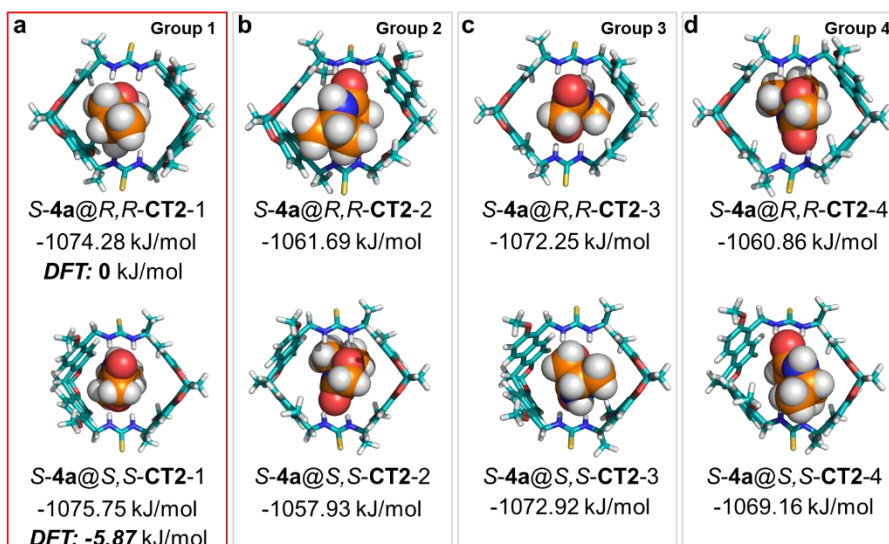 a Group 1
S-4a@R,R-CT2-1
-1074.28 kJ/mol
DFT: 0 kJ/mol
S-4a@S,S-CT2-1
-1075.75 kJ/mol
DFT: -5.87 kJ/mol
b Group 2
S-4a@R,R-CT2-2
-1061.69 kJ/mol
S-4a@S,S-CT2-2
-1057.93 kJ/mol
c Group 3
S-4a@R,R-CT2-3
-1072.25 kJ/mol
S-4a@S,S-CT2-3
-1072.92 kJ/mol
d Group 4
S-4a@R,R-CT2-4
-1060.86 kJ/mol
S-4a@S,S-CT2-4
-1069.16 kJ/mol